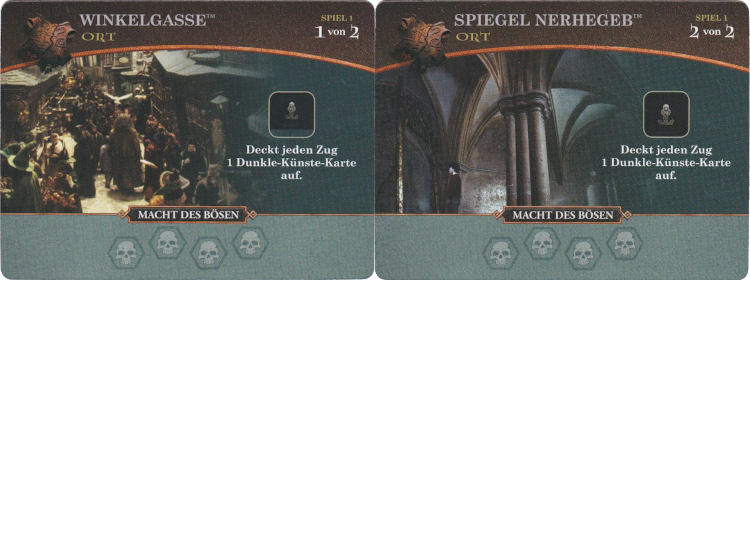 WINKELGASSE™
ORT
SPIEL 1
1 von 2
Deckt jeden Zug
1 Dunkle-Künste-Karte
auf.
MACHT DES BÖSEN
SPIEGEL NERHEGEB™
ORT
SPIEL 1
2 von 2
Deckt jeden Zug
1 Dunkle-Künste-Karte
auf.
MACHT DES BÖSEN